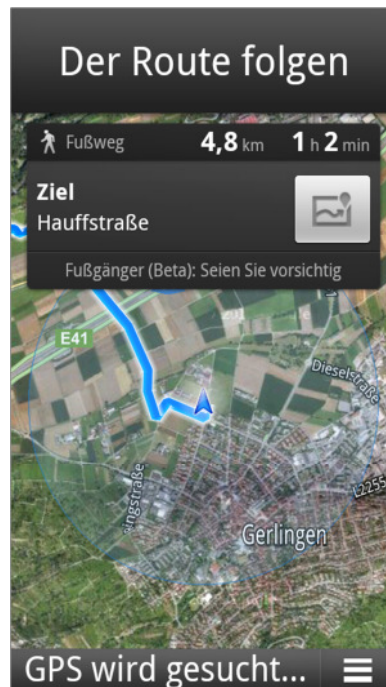 Der Route folgen
Fußweg 4,8 km 1 h 2 min
Ziel
Hauffstraße
Fußgänger (Beta): Seien Sie vorsichtig
E41
Dieselstraße
L2255
ingstraße
Gerlingen
GPS wird gesucht...